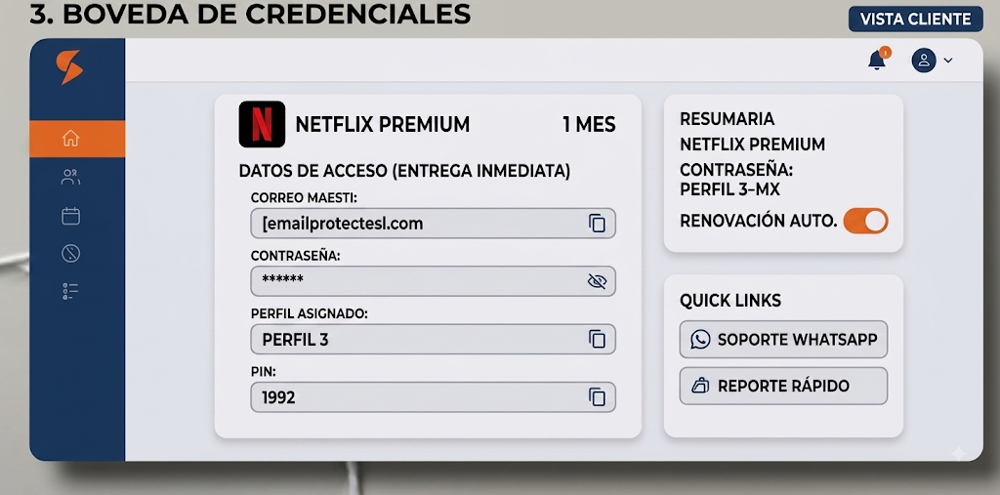 3. BOVEDA DE CREDENCIALES
VISTA CLIENTE
NETFLIX PREMIUM
1 MES
DATOS DE ACCESO (ENTREGA INMEDIATA)
CORREO MAESTI:
[emailprotectesl.com
CONTRASEÑA:
******
PERFIL ASIGNADO:
PERFIL 3
PIN:
1992
RESUMARIA
NETFLIX PREMIUM
CONTRASEÑA:
PERFIL 3-MX
RENOVACIÓN AUTO.
QUICK LINKS
SOPORTE WHATSAPP
REPORTE RÁPIDO